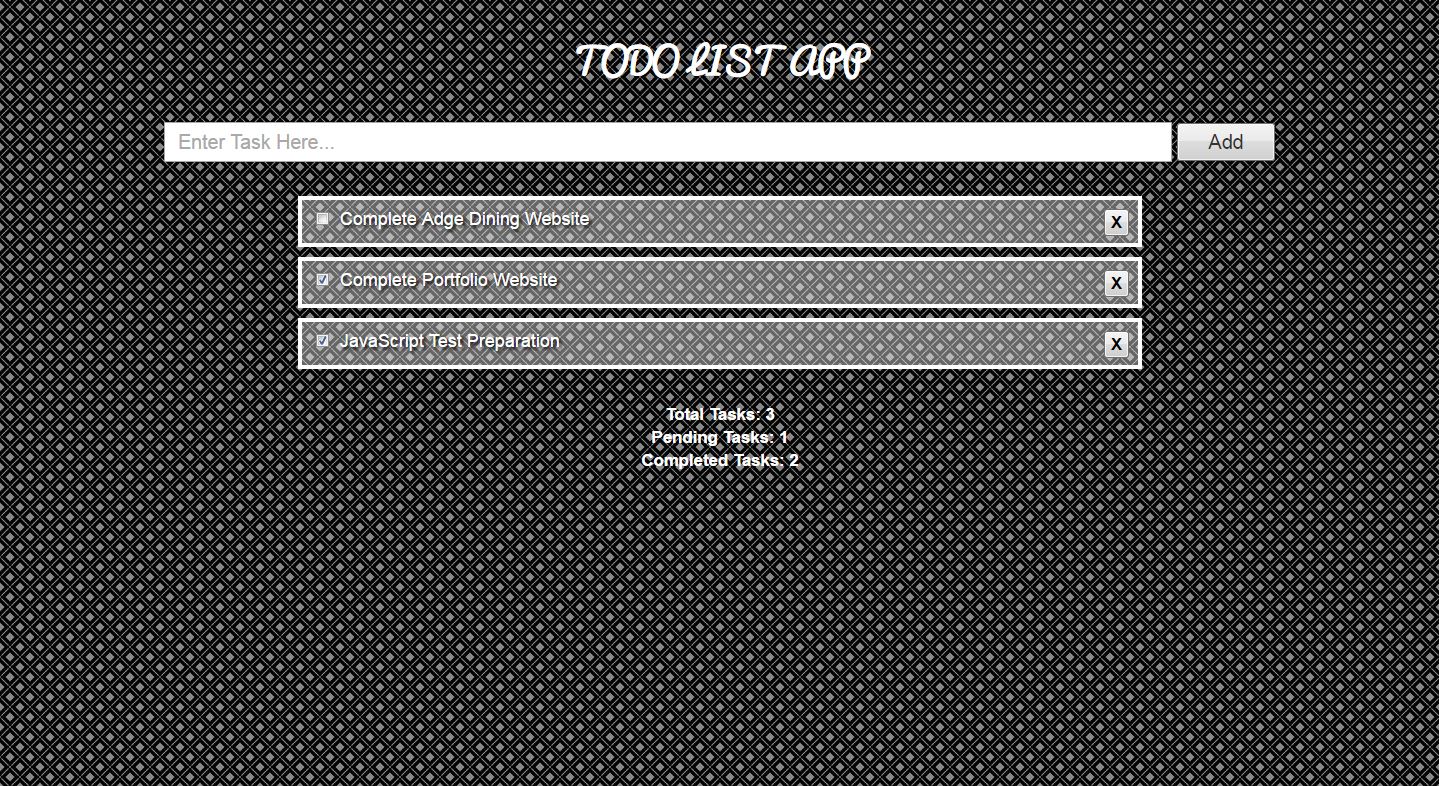 TODO LIST APP
Enter Task Here...
Add
Complete Adge Dining Website
X
Complete Portfolio Website
X
JavaScript Test Preparation
X
Total Tasks: 3
Pending Tasks: 1
Completed Tasks: 2